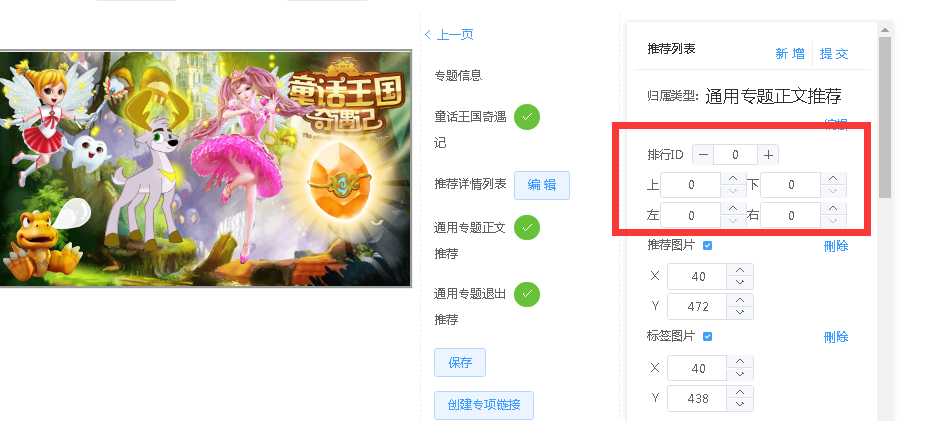 童话王国
奇遇记
上一页
专题信息
童话王国奇遇
记
推荐详情列表
编 辑
通用专题正文
推荐
通用专题退出
推荐
保存
创建专项链接
推荐列表
新 增
提 交
归属类型: 通用专题正文推荐
编辑
排行ID － 0 +
上 0 下 0
左 0 右 0
推荐图片 刪除
X 40
Y 472
标签图片 刪除
X 40
Y 438